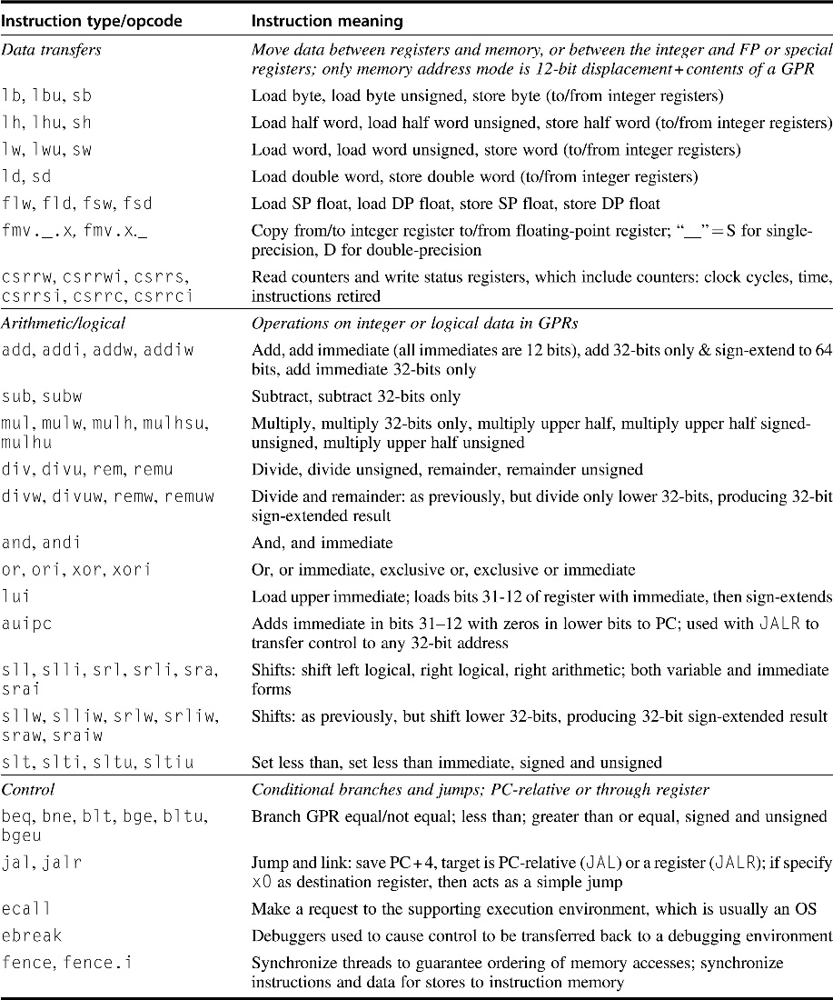 Instruction type/opcode Instruction meaning
Data transfers Move data between registers and memory, or between the integer and FP or special
registers; only memory address mode is 12-bit displacement+contents of a GPR
lb, lbu, sb Load byte, load byte unsigned, store byte (to/from integer registers)
lh, lhu, sh Load half word, load half word unsigned, store half word (to/from integer registers)
lw, lwu, sw Load word, load word unsigned, store word (to/from integer registers)
ld, sd Load double word, store double word (to/from integer registers)
flw, fld, fsw, fsd Load SP float, load DP float, store SP float, store DP float
fmv._.x, fmv.x._ Copy from/to integer register to/from floating-point register; “__”=S for single-
precision, D for double-precision
csrrw, csrrwi, csrrs, Read counters and write status registers, which include counters: clock cycles, time,
csrrsi, csrrc, csrrci instructions retired
Arithmetic/logical Operations on integer or logical data in GPRs
add, addi, addw, addiw Add, add immediate (all immediates are 12 bits), add 32-bits only & sign-extend to 64
bits, add immediate 32-bits only
sub, subw Subtract, subtract 32-bits only
mul, mulw, mulh, mulhsu, Multiply, multiply 32-bits only, multiply upper half, multiply upper half signed-
mulhu unsigned, multiply upper half unsigned
div, divu, rem, remu Divide, divide unsigned, remainder, remainder unsigned
divw, divuw, remw, remuw Divide and remainder: as previously, but divide only lower 32-bits, producing 32-bit
sign-extended result
and, andi And, and immediate
or, ori, xor, xori Or, or immediate, exclusive or, exclusive or immediate
lui Load upper immediate; loads bits 31-12 of register with immediate, then sign-extends
auipc Adds immediate in bits 31–12 with zeros in lower bits to PC; used with JALR to
transfer control to any 32-bit address
sll, slli, srl, srli, sra, Shifts: shift left logical, right logical, right arithmetic; both variable and immediate
srai forms
sllw, slliw, srlw, srliw, Shifts: as previously, but shift lower 32-bits, producing 32-bit sign-extended result
sraw, sraiw
slt, slti, sltu, sltiu Set less than, set less than immediate, signed and unsigned
Control Conditional branches and jumps; PC-relative or through register
beq, bne, blt, bge, bltu, Branch GPR equal/not equal; less than; greater than or equal, signed and unsigned
bgeu
jal, jalr Jump and link: save PC+4, target is PC-relative (JAL) or a register (JALR); if specify
x0 as destination register, then acts as a simple jump
ecall Make a request to the supporting execution environment, which is usually an OS
ebreak Debuggers used to cause control to be transferred back to a debugging environment
fence, fence.i Synchronize threads to guarantee ordering of memory accesses; synchronize
instructions and data for stores to instruction memory